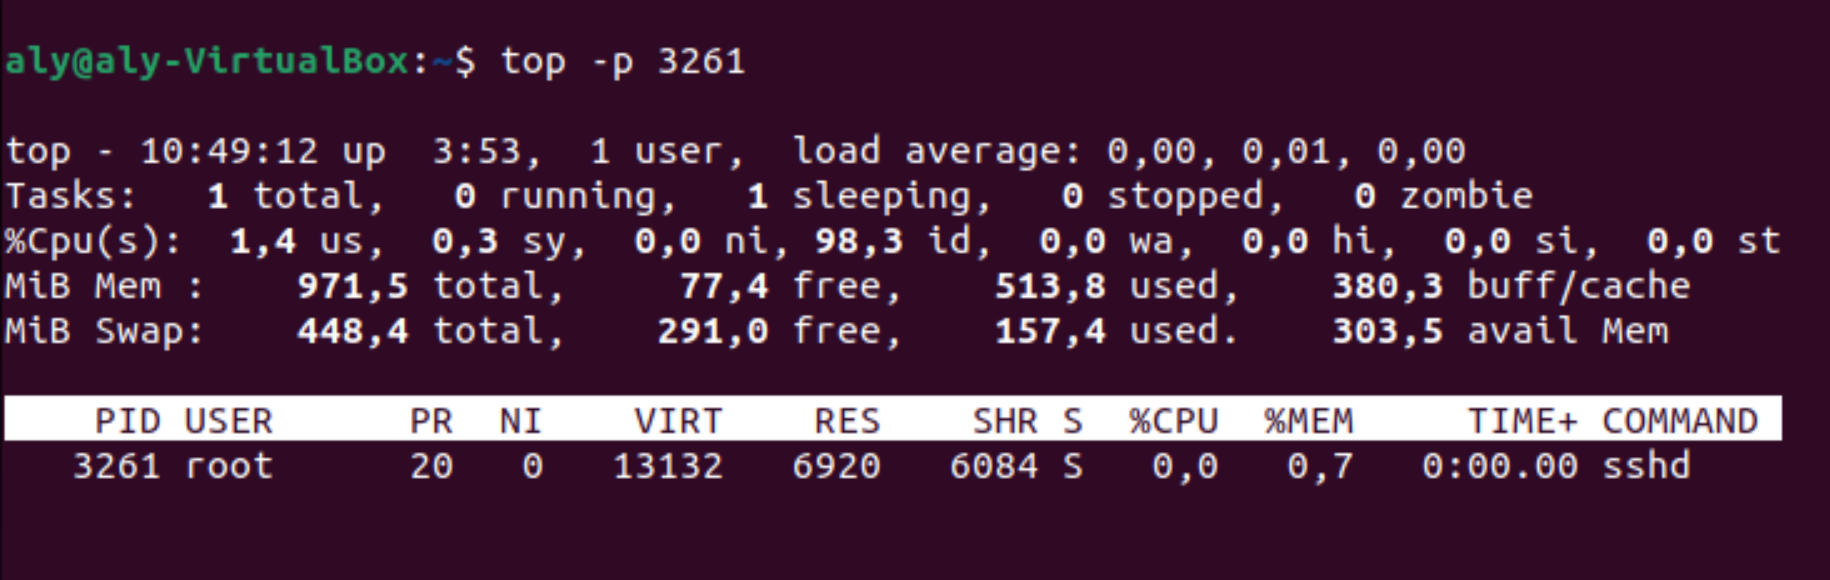 aly@aly-VirtualBox:~$ top -p 3261
top - 10:49:12 up  3:53,  1 user,  load average: 0,00, 0,01, 0,00
Tasks:   1 total,   0 running,   1 sleeping,   0 stopped,   0 zombie
%Cpu(s):  1,4 us,  0,3 sy,  0,0 ni, 98,3 id,  0,0 wa,  0,0 hi,  0,0 si,  0,0 st
MiB Mem :    971,5 total,     77,4 free,    513,8 used,    380,3 buff/cache
MiB Swap:    448,4 total,    291,0 free,    157,4 used.    303,5 avail Mem
    PID USER      PR  NI    VIRT    RES    SHR S  %CPU  %MEM     TIME+ COMMAND
   3261 root      20   0   13132   6920   6084 S   0,0   0,7   0:00.00 sshd